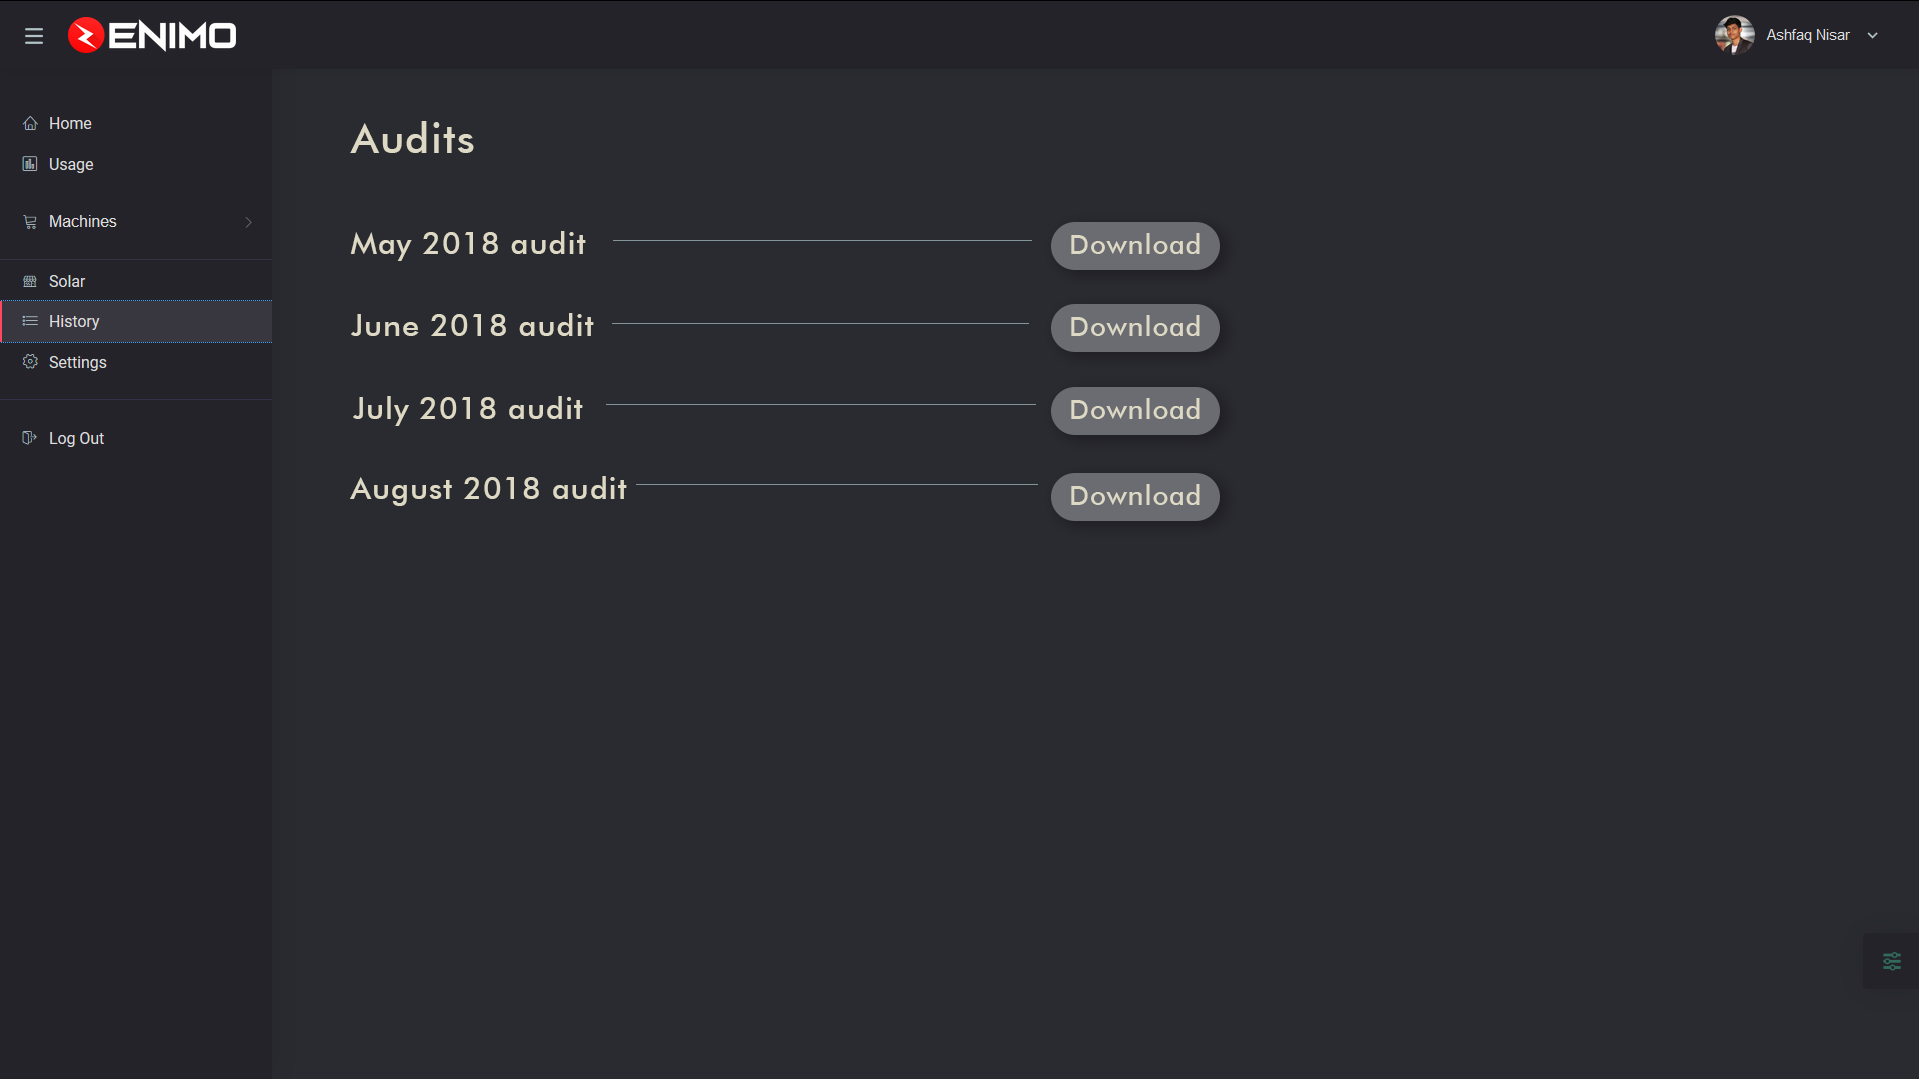 ENIMO
Ashfaq Nisar
Home
Usage
Machines
Solar
History
Settings
Log Out
Audits
May 2018 audit Download
June 2018 audit Download
July 2018 audit Download
August 2018 audit Download